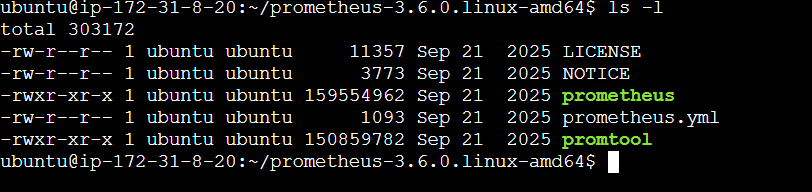 ubuntu@ip-172-31-8-20:~/prometheus-3.6.0.linux-amd64$ ls -l
total 303172
-rw-r--r-- 1 ubuntu ubuntu     11357 Sep 21  2025 LICENSE
-rw-r--r-- 1 ubuntu ubuntu      3773 Sep 21  2025 NOTICE
-rwxr-xr-x 1 ubuntu ubuntu 159554962 Sep 21  2025 prometheus
-rw-r--r-- 1 ubuntu ubuntu      1093 Sep 21  2025 prometheus.yml
-rwxr-xr-x 1 ubuntu ubuntu 150859782 Sep 21  2025 promtool
ubuntu@ip-172-31-8-20:~/prometheus-3.6.0.linux-amd64$